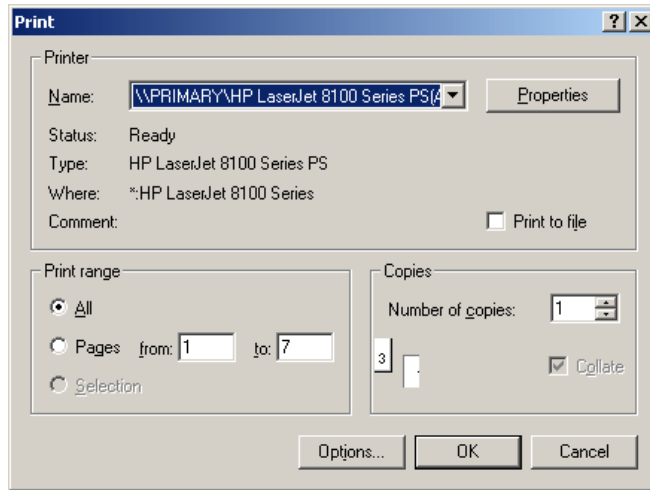 Print
Printer
Name: \\PRIMARY\HP LaserJet 8100 Series PS(A Properties
Status: Ready
Type: HP LaserJet 8100 Series PS
Where: *:HP LaserJet 8100 Series
Comment: Print to file
Print range
All
Pages from: 1 to: 7
Selection
Copies
Number of copies: 1
3
Collate
Options... OK Cancel